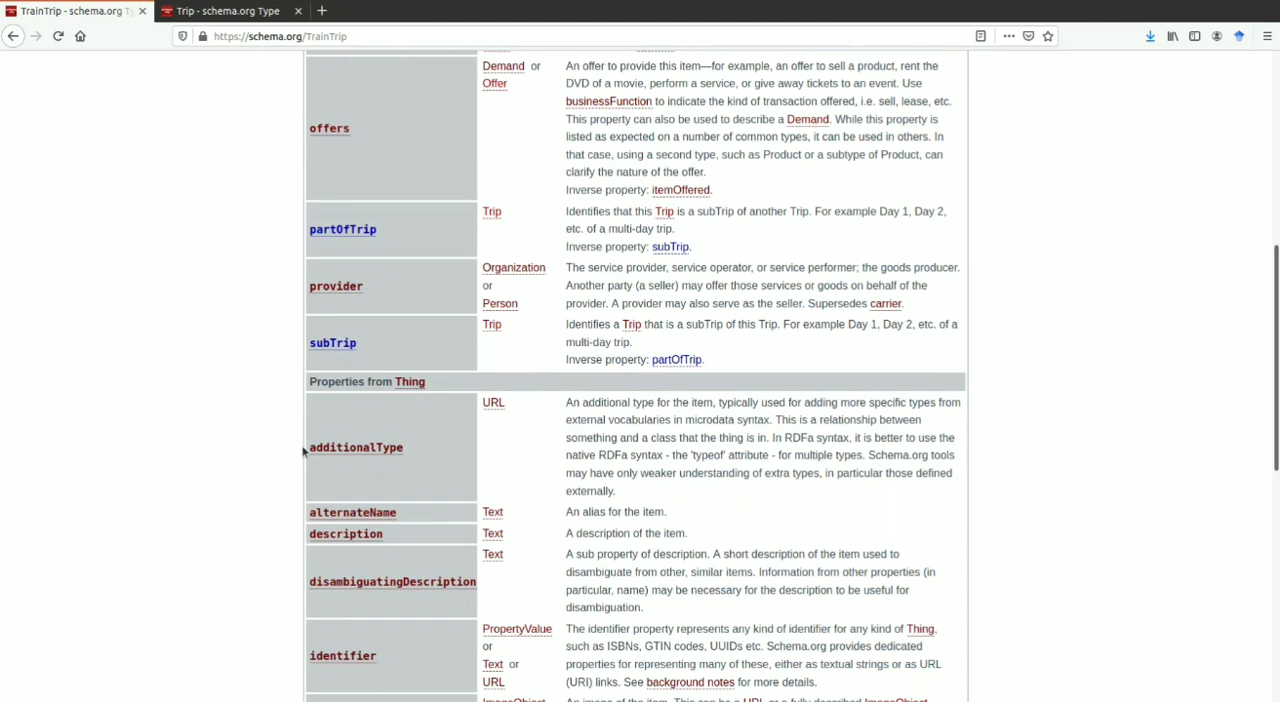 TrainTrip - schema.org Ty
Trip - schema.org Type
https://schema.org/TrainTrip
offers
Demand or
Offer
An offer to provide this item—for example, an offer to sell a product, rent the
DVD of a movie, perform a service, or give away tickets to an event. Use
businessFunction to indicate the kind of transaction offered, i.e. sell, lease, etc.
This property can also be used to describe a Demand. While this property is
listed as expected on a number of common types, it can be used in others. In
that case, using a second type, such as Product or a subtype of Product, can
clarify the nature of the offer.
Inverse property: itemOffered.
partOfTrip
Trip
Identifies that this Trip is a subTrip of another Trip. For example Day 1, Day 2,
etc. of a multi-day trip.
Inverse property: subTrip.
provider
Organization
or
Person
The service provider, service operator, or service performer; the goods producer.
Another party (a seller) may offer those services or goods on behalf of the
provider. A provider may also serve as the seller. Supersedes carrier.
subTrip
Trip
Identifies a Trip that is a subTrip of this Trip. For example Day 1, Day 2, etc. of a
multi-day trip.
Inverse property: partOfTrip.
Properties from Thing
additionalType
URL
An additional type for the item, typically used for adding more specific types from
external vocabularies in microdata syntax. This is a relationship between
something and a class that the thing is in. In RDFa syntax, it is better to use the
native RDFa syntax - the 'typeof' attribute - for multiple types. Schema.org tools
may have only weaker understanding of extra types, in particular those defined
externally.
alternateName
Text
An alias for the item.
description
Text
A description of the item.
disambiguatingDescription
Text
A sub property of description. A short description of the item used to
disambiguate from other, similar items. Information from other properties (in
particular, name) may be necessary for the description to be useful for
disambiguation.
identifier
PropertyValue
or
Text or
URL
The identifier property represents any kind of identifier for any kind of Thing,
such as ISBNs, GTIN codes, UUIDs etc. Schema.org provides dedicated
properties for representing many of these, either as textual strings or as URL
(URI) links. See background notes for more details.
ImageObject
An image of the item. This can be a URL or a fully described ImageObject.